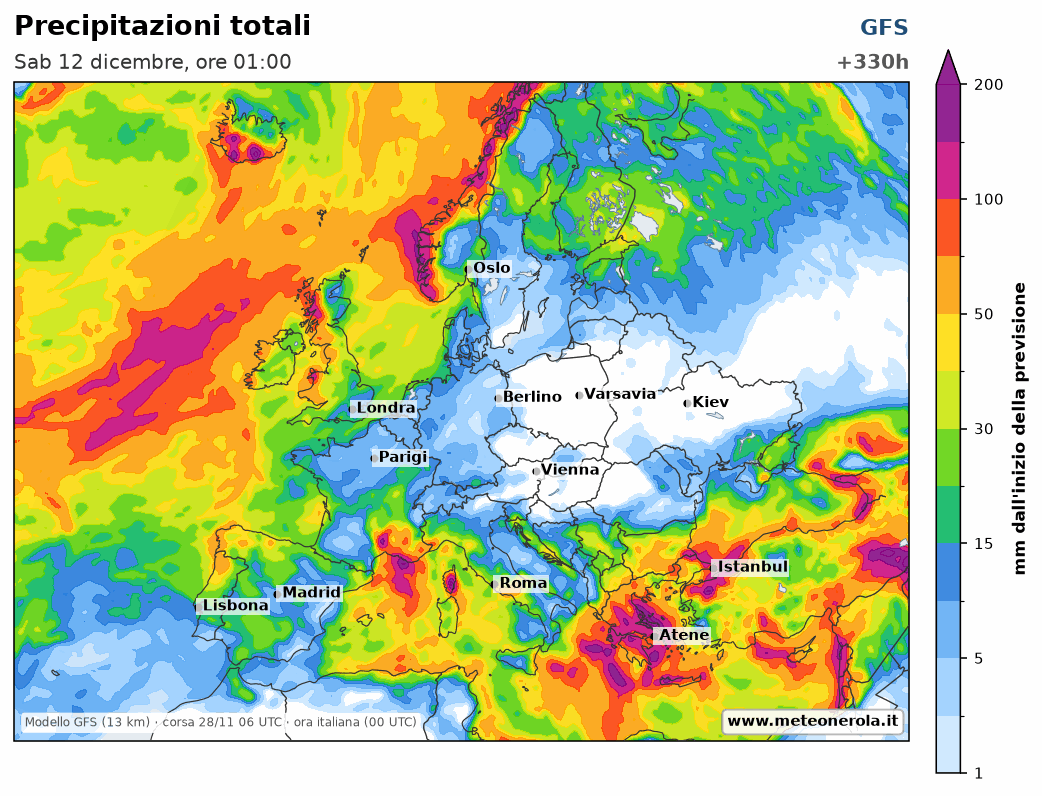 Precipitazioni totali
GFS
Sab 12 dicembre, ore 01:00
+330h
200
100
50
30
15
5
1
mm dall'inizio della previsione
Oslo
Berlino
Varsavia
Kiev
Londra
Parigi
Vienna
Istanbul
Roma
Madrid
Lisbona
Atene
Modello GFS (13 km) · corsa 28/11 06 UTC · ora italiana (00 UTC)
www.meteonerola.it